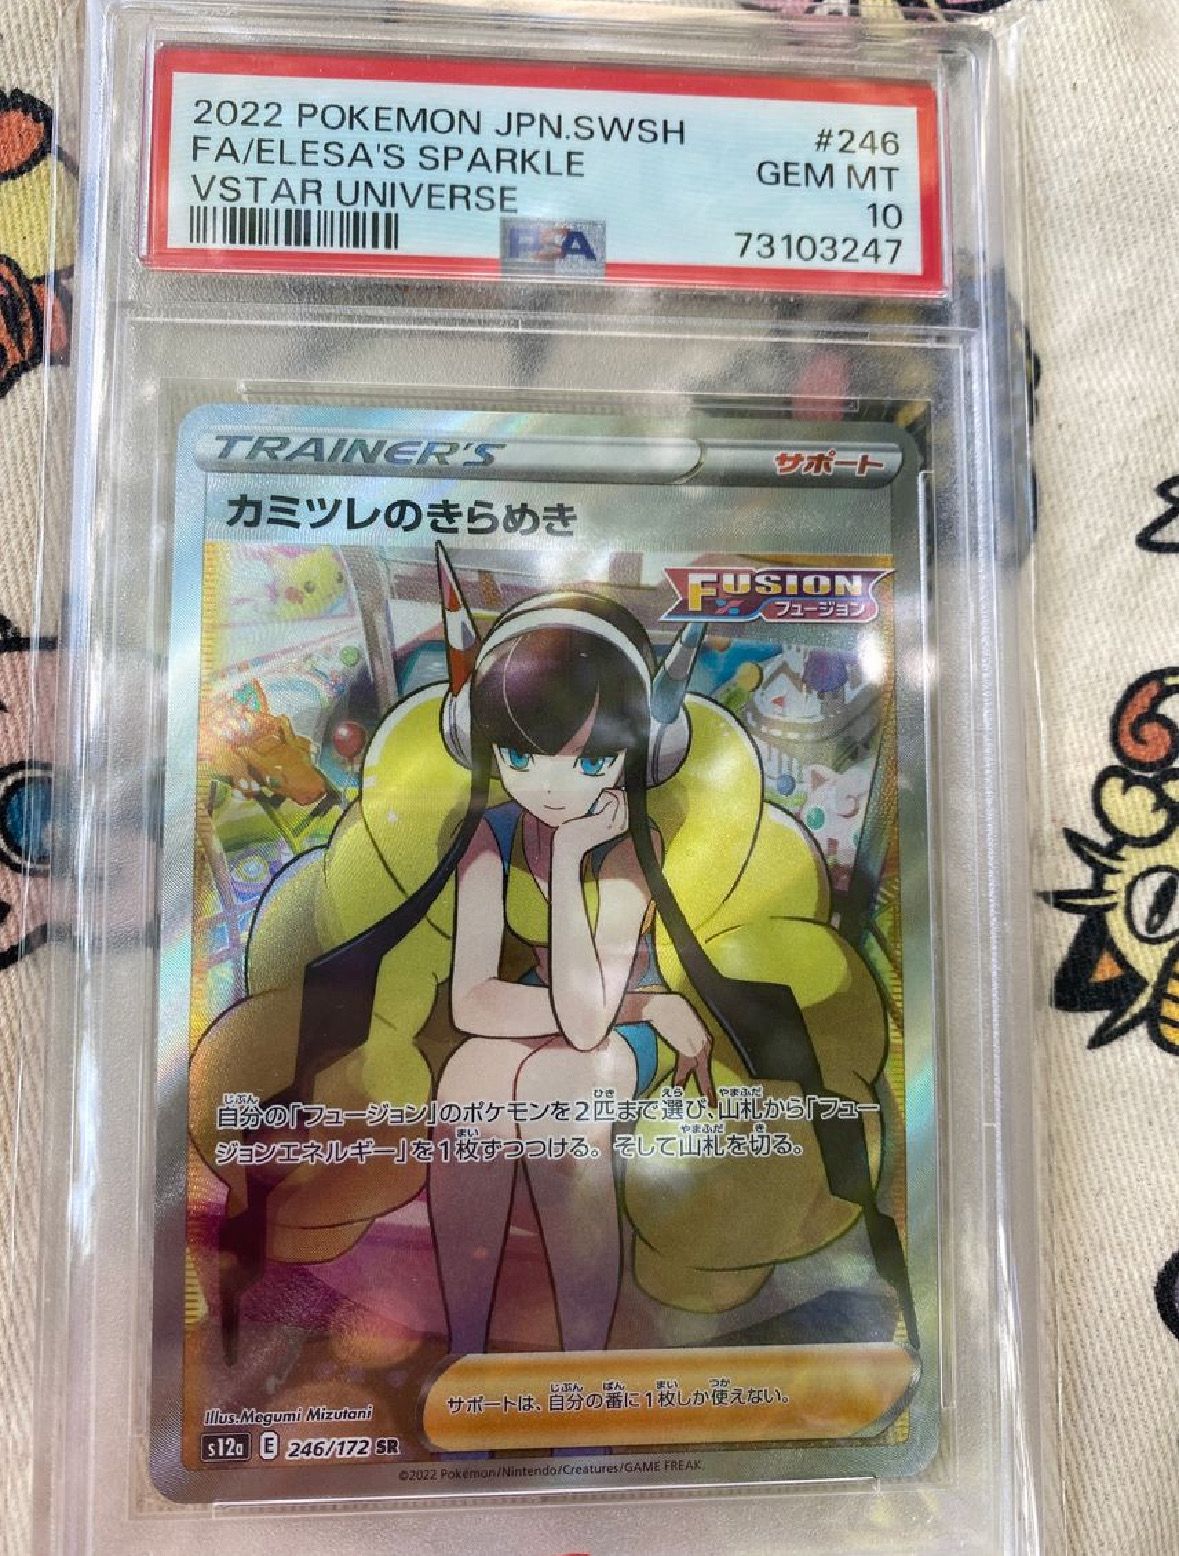 2022 POKEMON JPN.SWSH
FA/ELESA'S SPARKLE
VSTAR UNIVERSE
#246
GEM MT
10
73103247
PSA
TRAINER'S
サポート
カミツレのきらめき
FUSION
フュージョン
自分の「フュージョン」のポケモンを2匹まで選び、山札から「フュー
ジョンエネルギー」を1枚ずつつける。そして山札を切る。
サポートは、自分の番に1枚しか使えない。
Illus.Megumi Mizutani
s12a E 246/172 SR
©2022 Pokémon/Nintendo/Creatures/GAME FREAK.